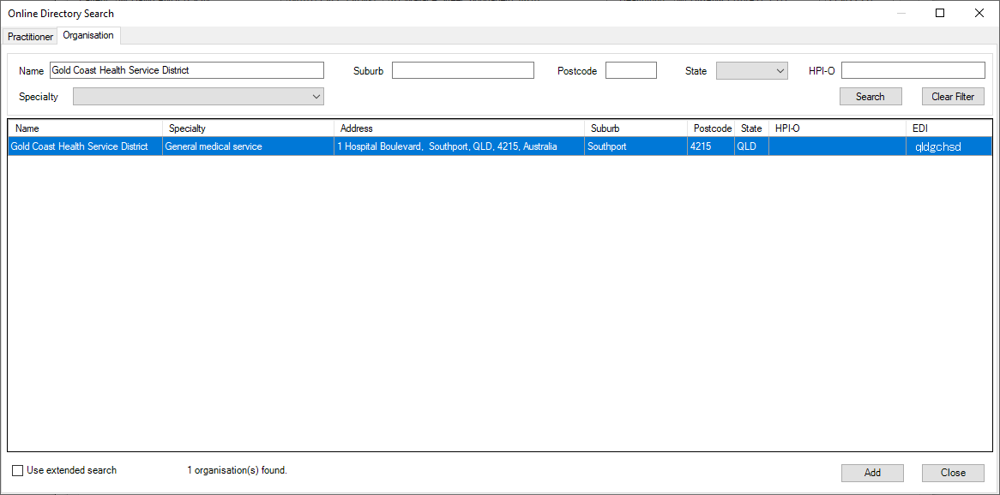 Online Directory Search
Practitioner Organisation
Name Gold Coast Health Service District Suburb Postcode State HPI-O
Specialty Search Clear Filter
Name Specialty Address Suburb Postcode State HPI-O EDI
Gold Coast Health Service District General medical service 1 Hospital Boulevard, Southport, QLD, 4215, Australia Southport 4215 QLD qldgchsd
Use extended search 1 organisation(s) found. Add Close